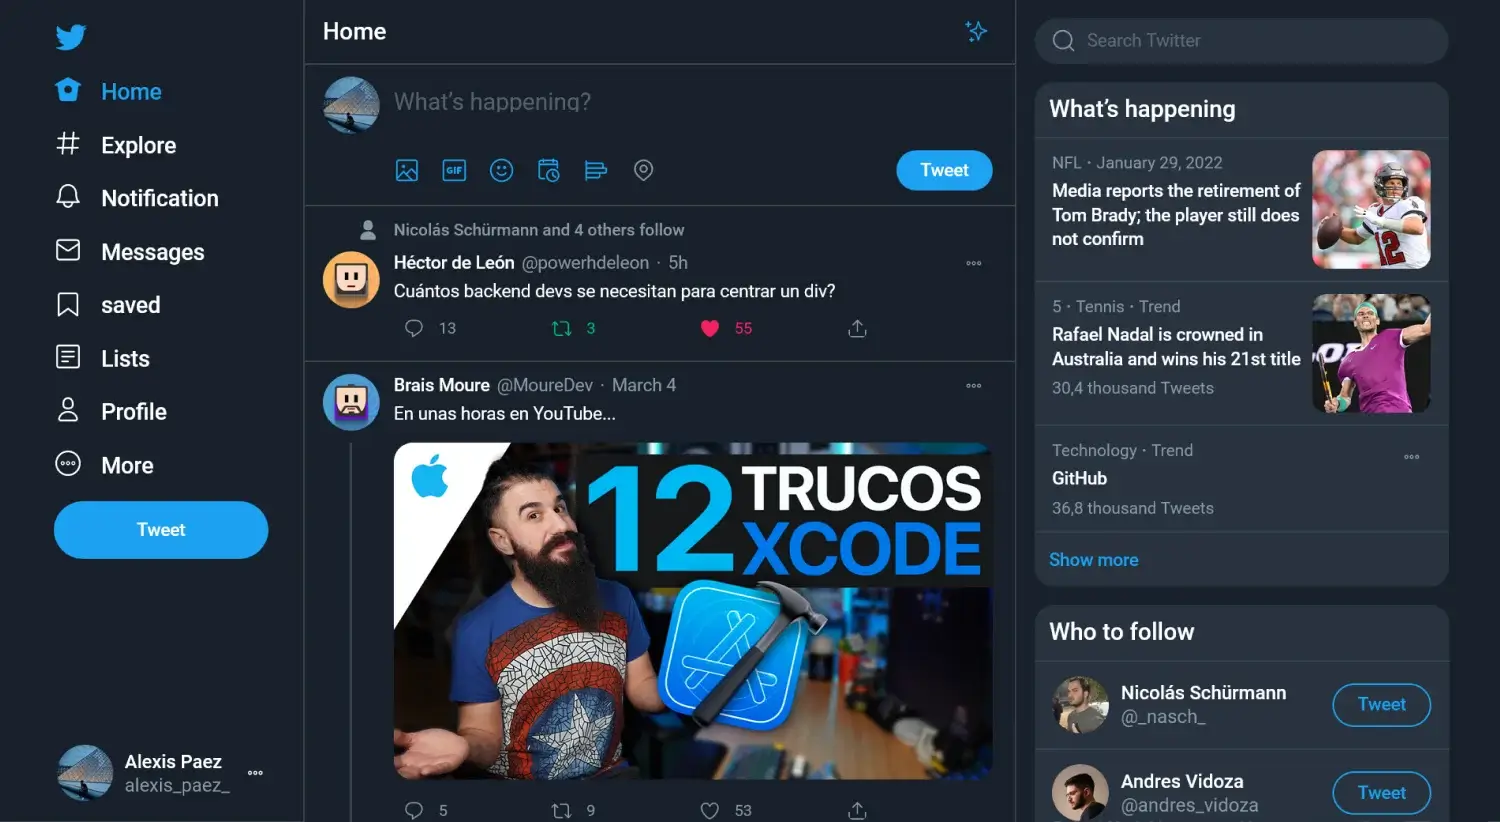 Home
Explore
Notification
Messages
saved
Lists
Profile
More
Tweet
Alexis Paez
alexis_paez_
Home
What's happening?
GIF
Tweet
Nicolás Schürmann and 4 others follow
Héctor de León @powerhdeleon · 5h
Cuántos backend devs se necesitan para centrar un div?
13 3 55
Brais Moure @MoureDev · March 4
En unas horas en YouTube...
12 TRUCOS
XCODE
5 9 53
Search Twitter
What's happening
NFL · January 29, 2022
Media reports the retirement of
Tom Brady; the player still does
not confirm
12
5 · Tennis · Trend
Rafael Nadal is crowned in
Australia and wins his 21st title
30,4 thousand Tweets
Technology · Trend
GitHub
36,8 thousand Tweets
Show more
Who to follow
Nicolás Schürmann
@_nasch_
Tweet
Andres Vidoza
@andres_vidoza
Tweet